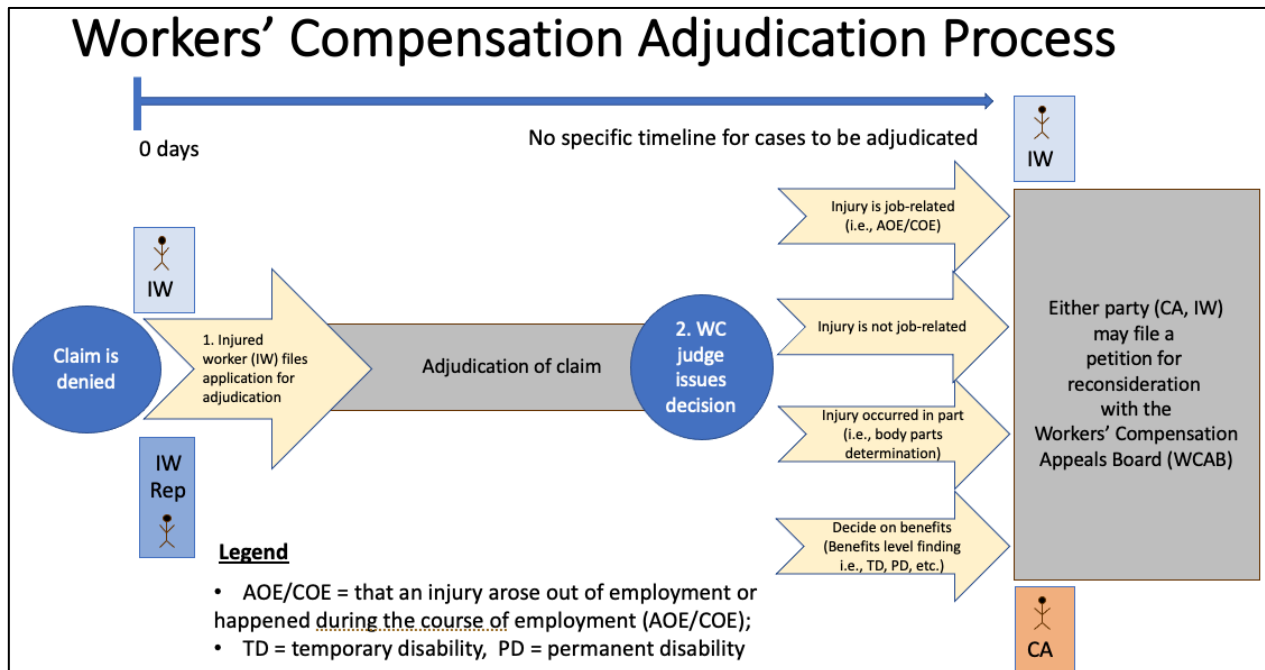 Workers’ Compensation Adjudication Process
0 days
No specific timeline for cases to be adjudicated
IW
IW
Claim is
denied
1. Injured
worker (IW) files
application for
adjudication
IW
Rep
Adjudication of claim
2. WC
judge
issues
decision
Injury is job-related
(i.e., AOE/COE)
Injury is not job-related
Injury occurred in part
(i.e., body parts
determination)
Decide on benefits
(Benefits level finding
i.e., TD, PD, etc.)
Either party (CA, IW)
may file a
petition for
reconsideration
with the
Workers’ Compensation
Appeals Board (WCAB)
CA
Legend
• AOE/COE = that an injury arose out of employment or
happened during the course of employment (AOE/COE);
• TD = temporary disability, PD = permanent disability